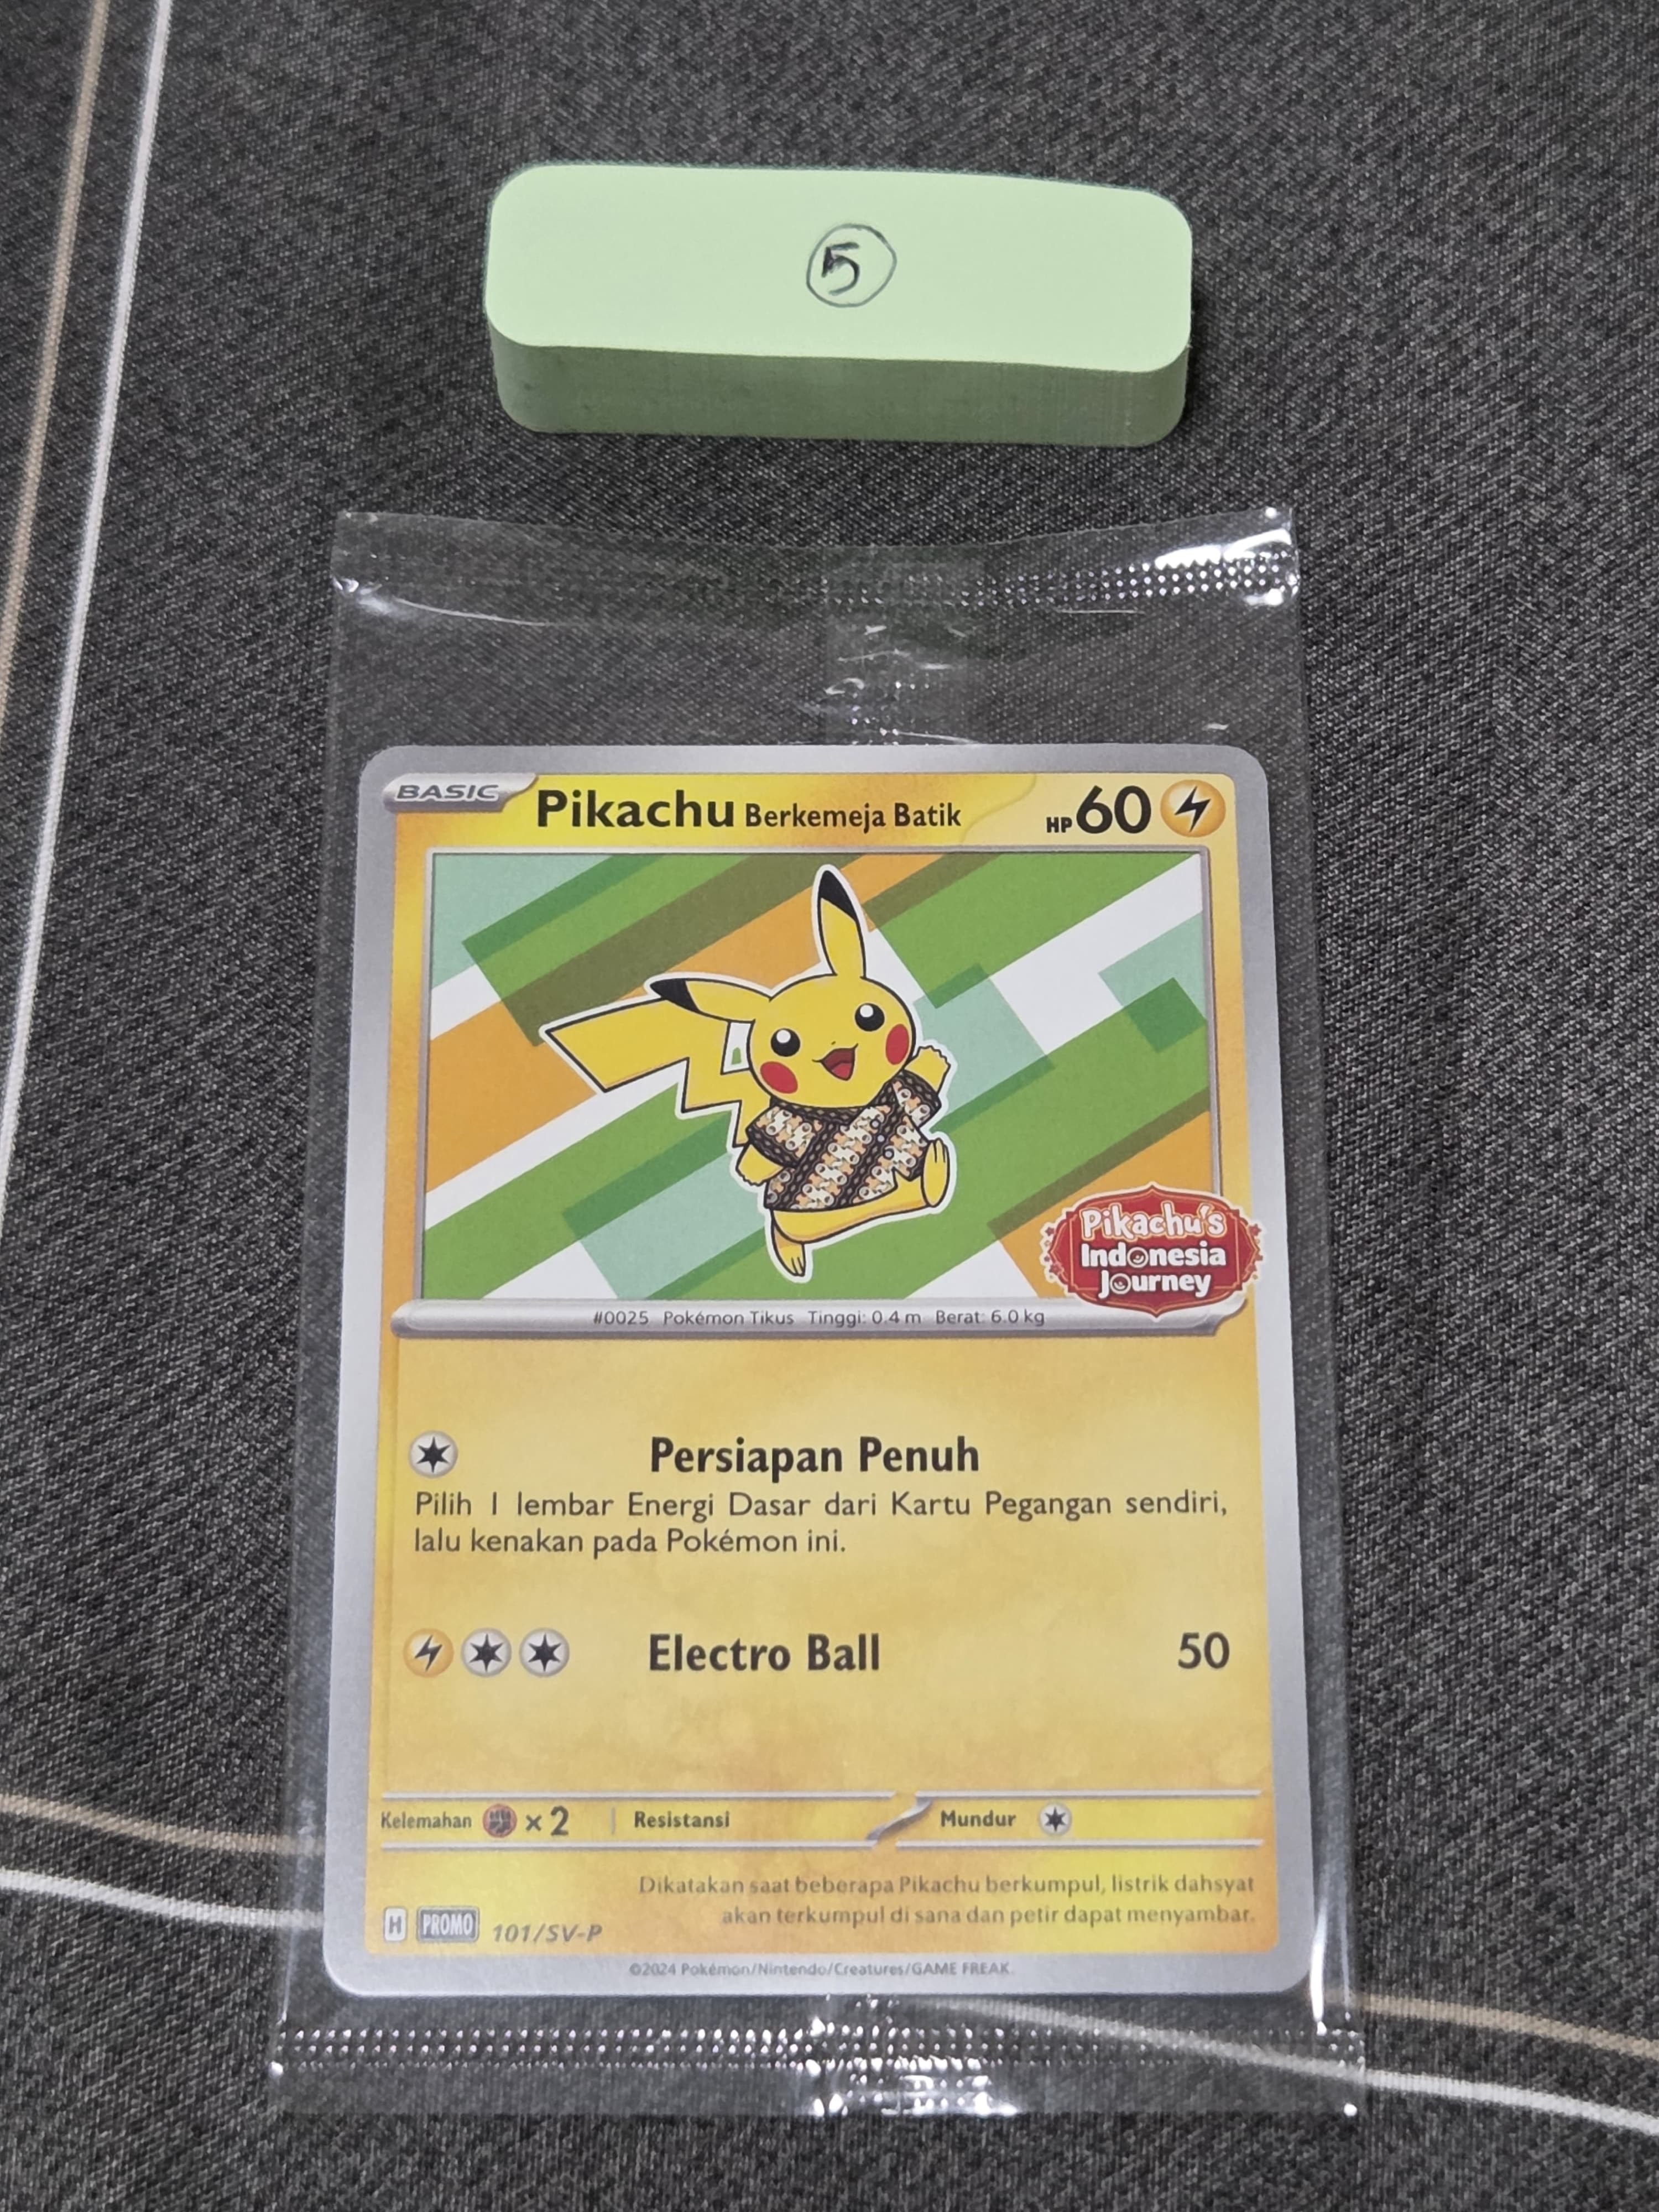 5
BASIC
Pikachu Berkemeja Batik
HP 60
Pikachu's
Indonesia
Journey
#0025 Pokémon Tikus Tinggi: 0.4 m Berat: 6.0 kg
Persiapan Penuh
Pilih 1 lembar Energi Dasar dari Kartu Pegangan sendiri,
lalu kenakan pada Pokémon ini.
Electro Ball 50
Kelemahan ×2 Resistansi Mundur
Dikatakan saat beberapa Pikachu berkumpul, listrik dahsyat
akan terkumpul di sana dan petir dapat menyambar.
H PROMO 101/SV-P
©2024 Pokémon/Nintendo/Creatures/GAME FREAK.